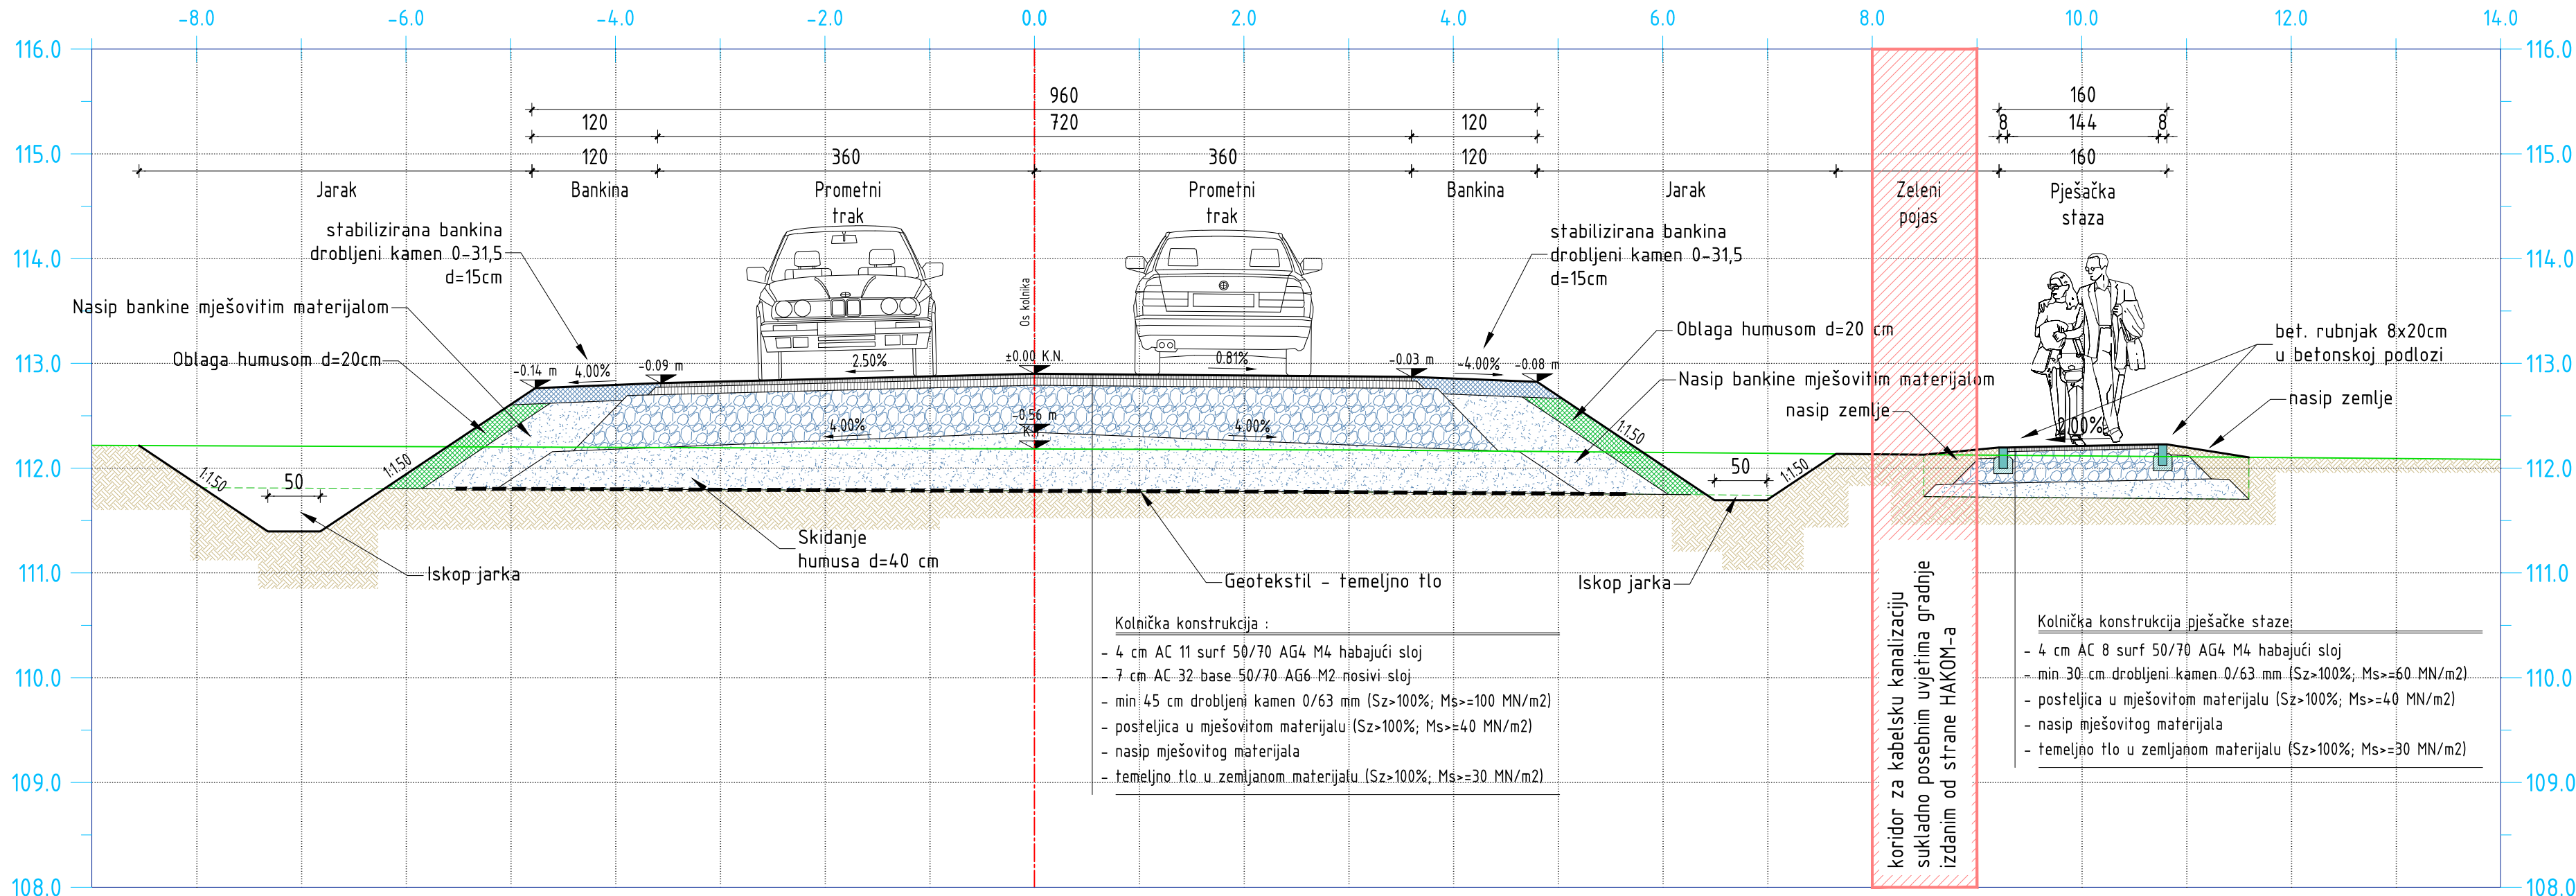 -8.0 -6.0 -4.0 -2.0 0.0 2.0 4.0 6.0 8.0 10.0 12.0 14.0
116.0 116.0
960 160
120 720 120 8 144 8
115.0 115.0
120 360 360 120 160
Jarak Bankina Prometni Prometni Bankina Jarak Zeleni Pješačka
trak trak pojas staza
stabilizirana bankina
drobljeni kamen 0-31,5
d=15cm
stabilizirana bankina
drobljeni kamen 0-31,5
d=15cm
114.0 114.0
Os kolnika
Nasip bankine mješovitim materijalom
Oblaga humusom d=20cm
Oblaga humusom d=20 cm
Nasip bankine mješovitim materijalom
nasip zemlje
bet. rubnjak 8x20cm
u betonskoj podlozi
nasip zemlje
113.0 113.0
-0.14 m 4.00% -0.09 m 2.50% ±0.00 K.N. 0.81% -0.03 m -4.00% -0.08 m
-0.56 m
4.00% 4.00%
1:1.50 1:1.50 1:1.50 1:1.50
112.0 112.0
50 50
Skidanje
humusa d=40 cm
Iskop jarka
Geotekstil - temeljno tlo
Iskop jarka
111.0 111.0
Kolnička konstrukcija :
- 4 cm AC 11 surf 50/70 AG4 M4 habajući sloj
- 7 cm AC 32 base 50/70 AG6 M2 nosivi sloj
- min 45 cm drobljeni kamen 0/63 mm (Sz>100%; Ms>=100 MN/m2)
- posteljica u mješovitom materijalu (Sz>100%; Ms>=40 MN/m2)
- nasip mješovitog materijala
- temeljno tlo u zemljanom materijalu (Sz>100%; Ms>=30 MN/m2)
koridor za kabelsku kanalizaciju
sukladno posebnim uvjetima gradnje
izdanim od strane HAKOM-a
Kolnička konstrukcija pješačke staze:
- 4 cm AC 8 surf 50/70 AG4 M4 habajući sloj
- min 30 cm drobljeni kamen 0/63 mm (Sz>100%; Ms>=60 MN/m2)
- posteljica u mješovitom materijalu (Sz>100%; Ms>=40 MN/m2)
- nasip mješovitog materijala
- temeljno tlo u zemljanom materijalu (Sz>100%; Ms>=30 MN/m2)
110.0 110.0
109.0 109.0
108.0 108.0